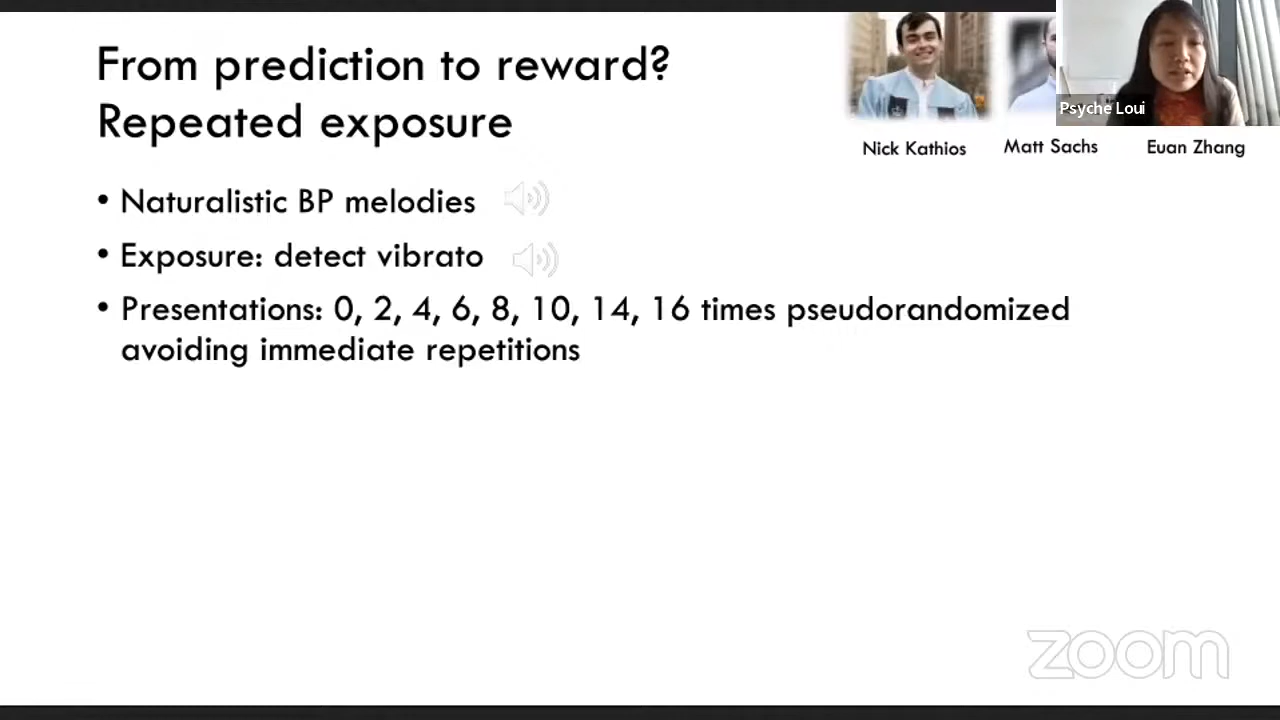 From prediction to reward?
Repeated exposure
Psyche Loui
Nick Kathios
Matt Sachs
Euan Zhang
• Naturalistic BP melodies
• Exposure: detect vibrato
• Presentations: 0, 2, 4, 6, 8, 10, 14, 16 times pseudorandomized
avoiding immediate repetitions
zoom